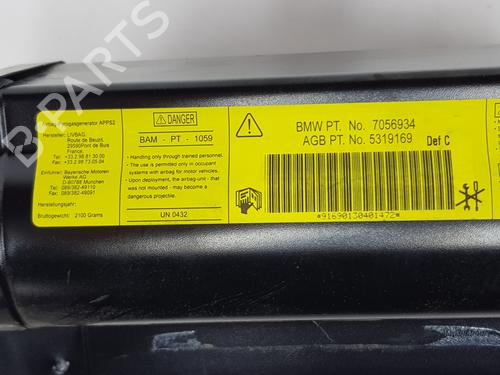 Airbag-Gasgenerator APPS2
Hersteller: LIVBAG,
Route de Beuzit,
29590Pont de Buis
France.
Tel: +33.2 98 81.30 00
Fax: +33.2 98 73.05 04
Einführer: Bayerische Motoren
Werke AG
D-80788 Munchen
Tel: 089/382-49110
Fax: 089/382-49091
Herstellungsjahr:
Bruttogewicht: 2100 Grams
DANGER
BAM - PT - 1059
• Handling only through trained personnel.
• The use is permitted only in occupant
systems with airbag for motor vehicles.
• Upon deployment, the airbag-unit - that
was not mounted - may become a
dangerous projectile.
UN 0432
BMW PT. No. 7056934
AGB PT. No. 5319169 Def C
*91690130401472*
B-PARTS